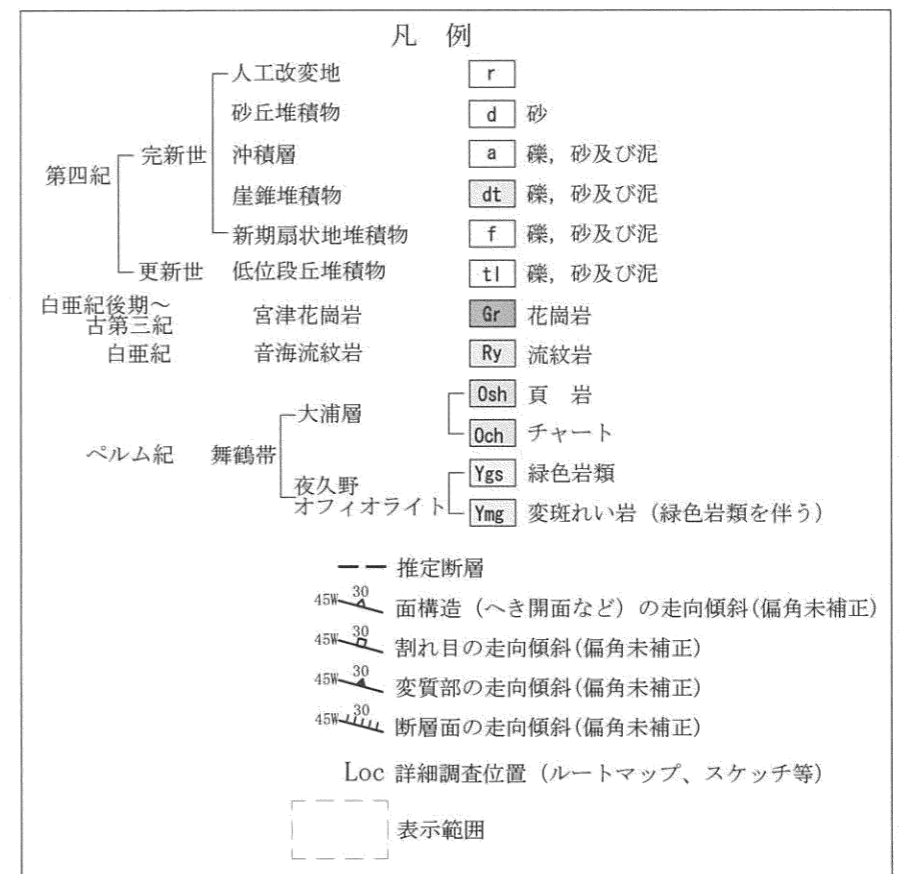 凡 例
人工改変地 r
砂丘堆積物 d 砂
完新世 沖積層 a 礫，砂及び泥
第四紀
崖錐堆積物 dt 礫，砂及び泥
新期扇状地堆積物 f 礫，砂及び泥
更新世 低位段丘堆積物 tl 礫，砂及び泥
白亜紀後期～
古第三紀 宮津花崗岩 Gr 花崗岩
白亜紀 音海流紋岩 Ry 流紋岩
大浦層 Osh 頁 岩
Och チャート
ペルム紀 舞鶴帯
夜久野
オフィオライト
Ygs 緑色岩類
Ymg 変斑れい岩（緑色岩類を伴う）
推定断層
45W 30 面構造（へき開面など）の走向傾斜(偏角未補正)
45W 30 割れ目の走向傾斜(偏角未補正)
45W 30 変質部の走向傾斜(偏角未補正)
45W 30 断層面の走向傾斜(偏角未補正)
Loc 詳細調査位置（ルートマップ、スケッチ等）
表示範囲